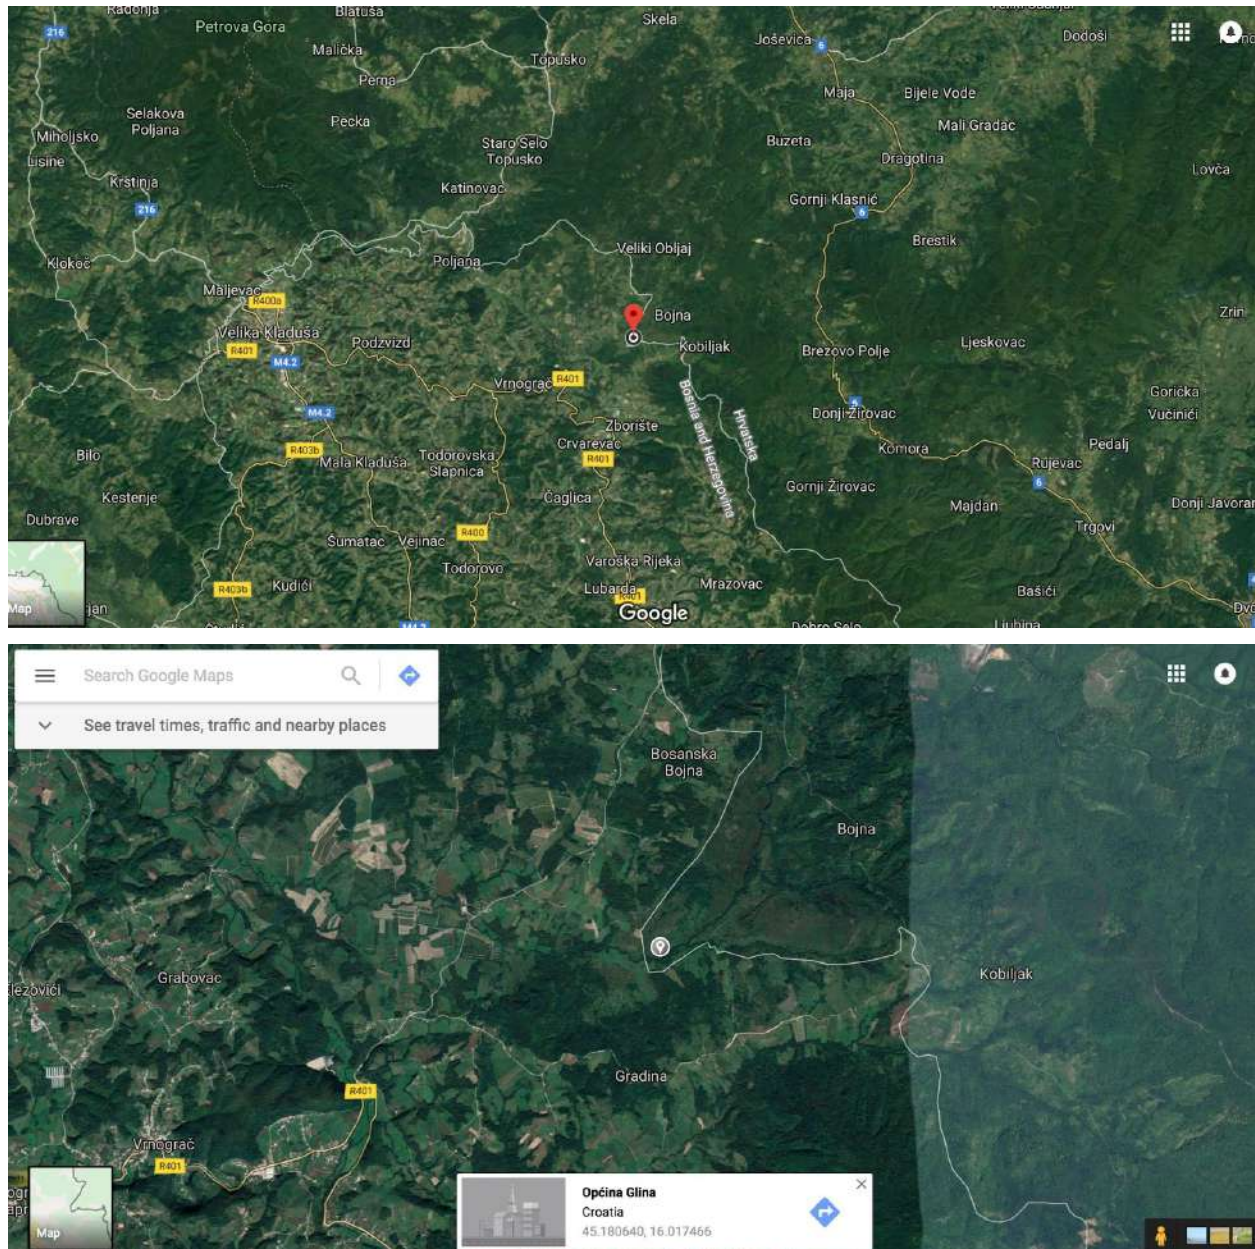 Blatuša
Skela
216
Petrova Gora
Malička
Joševica
6
Dodoši
Perna
Topusko
Maja
Bijele Vode
Selakova
Poljana
Pecka
Mali Gradac
Miholjsko
Lisine
Staro Selo
Topusko
Buzeta
Dragotina
Lovča
Krstinja
Katinovac
216
Gornji Klasnić
6
Brestik
Veliki Obljaj
Klokoč
Poljana
Maljevac
R400a
Bojna
Zrin
Velika Kladuša
R401
Podzvizd
Kobiljak
Brezovo Polje
Ljeskovac
M4.2
Vrnograč
R401
Bosnia and Herzegovina
Hrvatska
Gorička
Vučinići
6
M4.2
Donji Žirovac
Zborište
Crvarevac
R401
Bilo
R403b
Mala Kladuša
Todorovska
Slapnica
Komora
Pedalj
Rujevac
6
Kestenje
Čaglica
Gornji Žirovac
Majdan
Donji Javoran
Dubrave
R400
Trgovi
Šumatac
Vejinac
Varoška Rijeka
Todorovo
R403b
Kudići
Lubarda
R401
Mrazovac
Bašići
Map
Google
Search Google Maps
See travel times, traffic and nearby places
Bosanska
Bojna
Bojna
Grabovac
Kobiljak
Gradina
R401
Vrnograč
R401
Map
Općina Glina
Croatia
45.180640, 16.017466